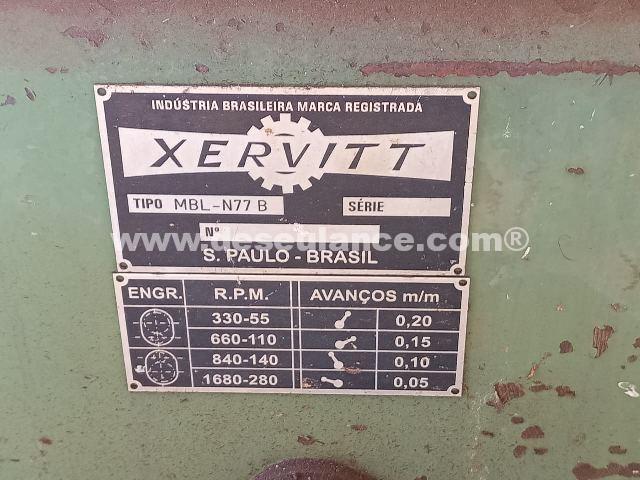 INDÚSTRIA BRASILEIRA MARCA REGISTRADA
XERVITT
TIPO MBL-N77 B SÉRIE
Nº
www.deseulance.com®
S. PAULO - BRASIL
ENGR. R.P.M. AVANÇOS m/m
330-55 0,20
660-110 0,15
840-140 0,10
1680-280 0,05